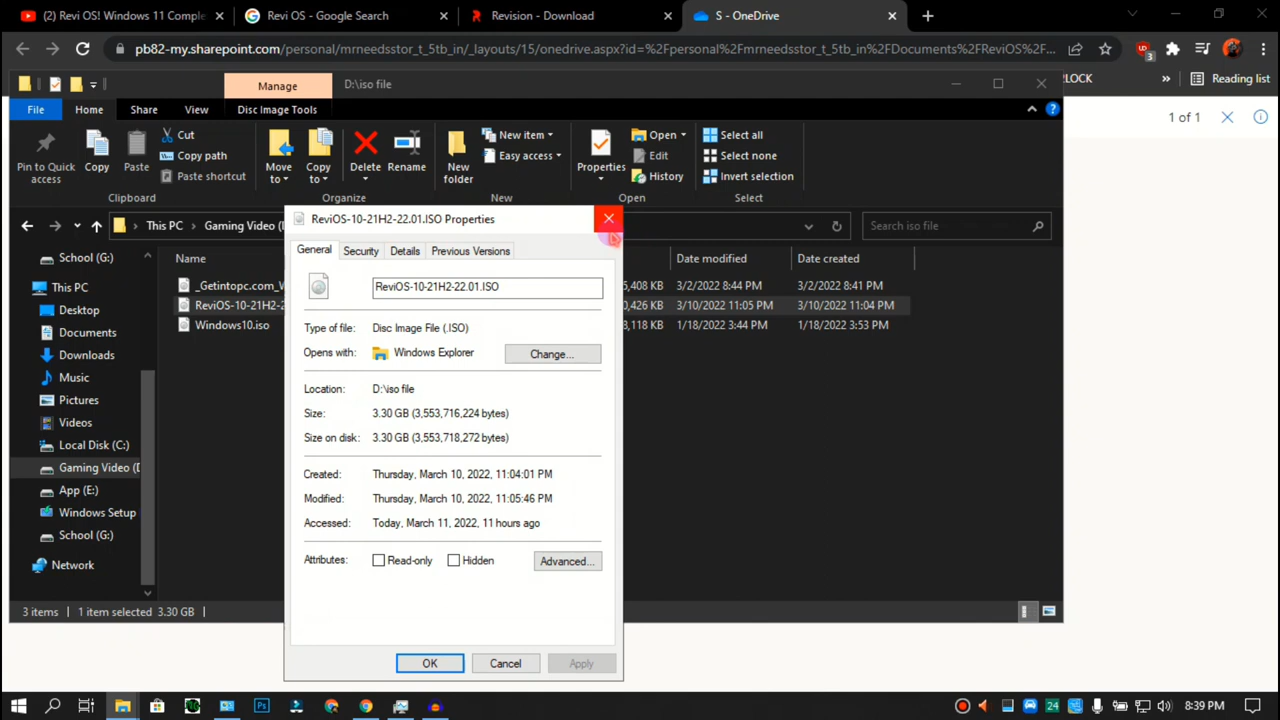 (2) Revi OS! Windows 11 Comple
Revi OS - Google Search
Revision - Download
S - OneDrive
pb82-my.sharepoint.com/personal/mrneedsstor_t_5tb_in/_layouts/15/onedrive.aspx?id=%2Fpersonal%2Fmrneedsstor_t_5tb_in%2FDocuments%2FReviOS%2F...
3
Manage
D:\iso file
LOCK
»
Reading list
File
Home
Share
View
Disc Image Tools
1 of 1
Pin to Quick access
Copy
Paste
Cut
Copy path
Paste shortcut
Move to
Copy to
Delete
Rename
New folder
New item
Easy access
Properties
Open
Edit
History
Select all
Select none
Invert selection
Clipboard
Organize
New
Open
Select
This PC
Gaming Video (
Search iso file
School (G:)
This PC
Desktop
Documents
Downloads
Music
Pictures
Videos
Local Disk (C:)
Gaming Video (D
App (E:)
Windows Setup
School (G:)
Network
Name
Date modified
Date created
_Getintopc.com_W
5,408 KB
3/2/2022 8:44 PM
3/2/2022 8:41 PM
ReviOS-10-21H2-2
0,426 KB
3/10/2022 11:05 PM
3/10/2022 11:04 PM
Windows10.iso
8,118 KB
1/18/2022 3:44 PM
1/18/2022 3:53 PM
ReviOS-10-21H2-22.01.ISO Properties
General
Security
Details
Previous Versions
ReviOS-10-21H2-22.01.ISO
Type of file: Disc Image File (.ISO)
Opens with: Windows Explorer
Change...
Location: D:\iso file
Size: 3.30 GB (3,553,716,224 bytes)
Size on disk: 3.30 GB (3,553,718,272 bytes)
Created: Thursday, March 10, 2022, 11:04:01 PM
Modified: Thursday, March 10, 2022, 11:05:46 PM
Accessed: Today, March 11, 2022, 11 hours ago
Attributes: Read-only Hidden
Advanced...
OK
Cancel
Apply
3 items
1 item selected 3.30 GB
Ps
24
8:39 PM